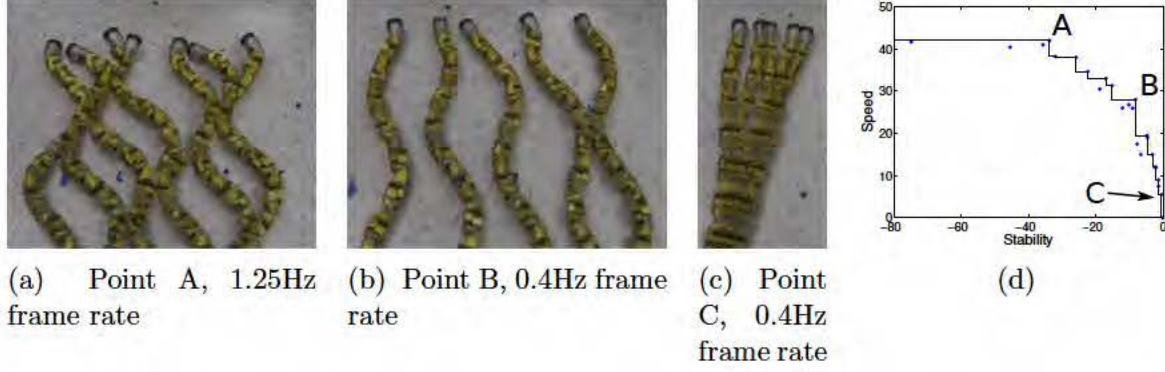 50
40
30
20
10
0
Speed
A
B
C
−80
−60
−40
−20
0
Stability
(a) Point A, 1.25Hz
frame rate
(b) Point B, 0.4Hz frame
rate
(c) Point
C, 0.4Hz
frame rate
(d)